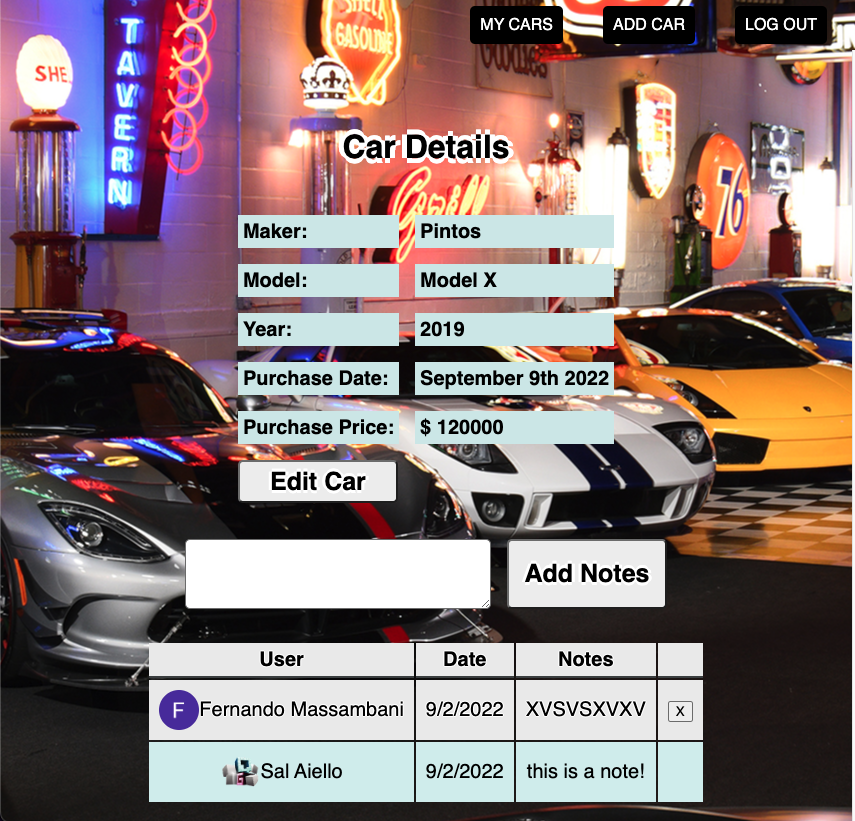 MY CARS ADD CAR LOG OUT
SHELL
GASOLINE
SHE
TAVERN
Car Details
Grill
76
Maker: Pintos
Model: Model X
Year: 2019
Purchase Date: September 9th 2022
Purchase Price: $ 120000
Edit Car
Add Notes
User Date Notes
F Fernando Massambani 9/2/2022 XVSVSXVXV X
Sal Aiello 9/2/2022 this is a note!